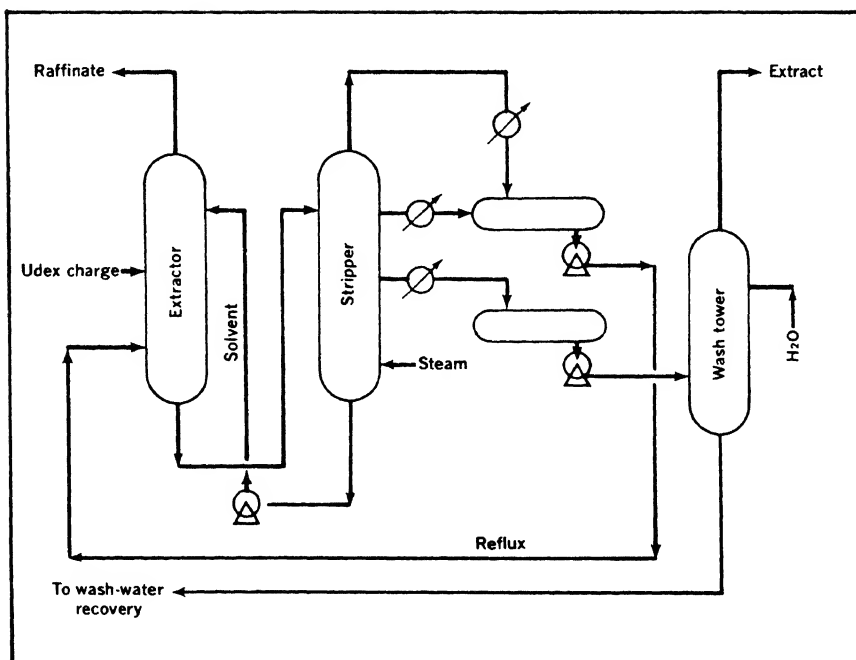 Raffinate
Extract
Udex charge
Extractor
Solvent
Stripper
Steam
Wash tower
H2O
Reflux
To wash-water
recovery